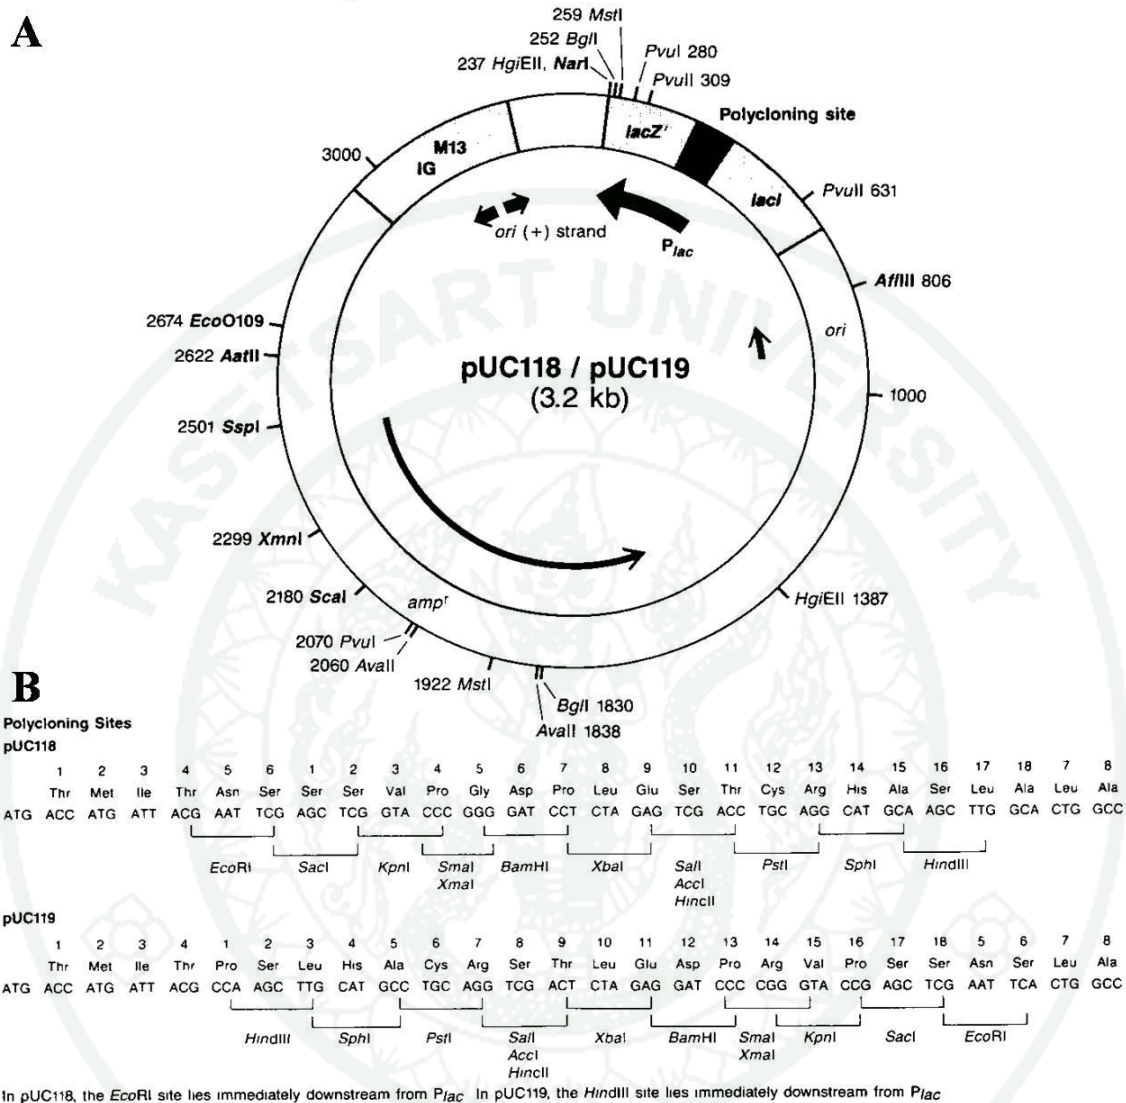 A
259 MstI
252 BglI
237 HgiEII, NarI
PvuI 280
PvuII 309
Polycloning site
lacZ'
M13
IG
3000
lacI
PvuII 631
ori (+) strand
Plac
AflIII 806
2674 EcoO109
ori
2622 AatII
pUC118 / pUC119
(3.2 kb)
1000
2501 SspI
2299 XmnI
2180 ScaI
ampr
HgiEII 1387
2070 PvuI
2060 AvaII
1922 MstI
BglI 1830
AvaII 1838
KASETSART UNIVERSITY
B
Polycloning Sites
pUC118
1 2 3 4 5 6 1 2 3 4 5 6 7 8 9 10 11 12 13 14 15 16 17 18 7 8
Thr Met Ile Thr Asn Ser Ser Ser Val Pro Gly Asp Pro Leu Glu Ser Thr Cys Arg His Ala Ser Leu Ala Leu Ala
ATG ACC ATG ATT ACG AAT TCG AGC TCG GTA CCC GGG GAT CCT CTA GAG TCG ACC TGC AGG CAT GCA AGC TTG GCA CTG GCC
EcoRI SacI KpnI SmaI BamHI XbaI SalI PstI SphI HindIII
XmaI AccI
HincII
pUC119
1 2 3 4 1 2 3 4 5 6 7 8 9 10 11 12 13 14 15 16 17 18 5 6 7 8
Thr Met Ile Thr Pro Ser Leu His Ala Cys Arg Ser Thr Leu Glu Asp Pro Arg Val Pro Ser Ser Asn Ser Leu Ala
ATG ACC ATG ATT ACG CCA AGC TTG CAT GCC TGC AGG TCG ACT CTA GAG GAT CCC CGG GTA CCG AGC TCG AAT TCA CTG GCC
HindIII SphI PstI SalI XbaI BamHI SmaI KpnI SacI EcoRI
AccI XmaI
HincII
In pUC118, the EcoRI site lies immediately downstream from Plac In pUC119, the HindIII site lies immediately downstream from Plac